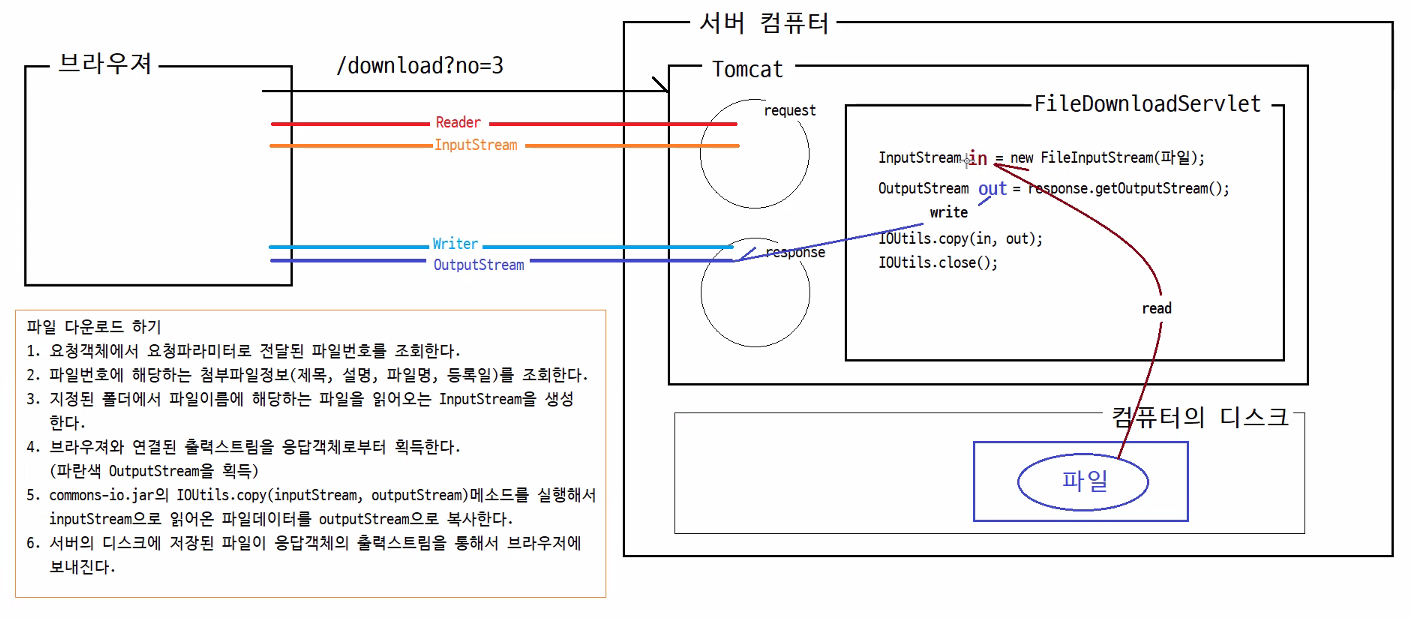 서버 컴퓨터
브라우져
/download?no=3
Tomcat
request
FileDownloadServlet
Reader
InputStream
InputStream in = new FileInputStream(파일);
OutputStream out = response.getOutputStream();
write
IOUtils.copy(in, out);
IOUtils.close();
Writer
OutputStream
response
read
파일 다운로드 하기
1. 요청객체에서 요청파라미터로 전달된 파일번호를 조회한다.
2. 파일번호에 해당하는 첨부파일정보(제목, 설명, 파일명, 등록일)를 조회한다.
3. 지정된 폴더에서 파일이름에 해당하는 파일을 읽어오는 InputStream을 생성
한다.
4. 브라우져와 연결된 출력스트림을 응답객체로부터 획득한다.
(파란색 OutputStream을 획득)
5. commons-io.jar의 IOUtils.copy(inputStream, outputStream)메소드를 실행해서
inputStream으로 읽어온 파일데이터를 outputStream으로 복사한다.
6. 서버의 디스크에 저장된 파일이 응답객체의 출력스트림을 통해서 브라우저에
보내진다.
컴퓨터의 디스크
파일